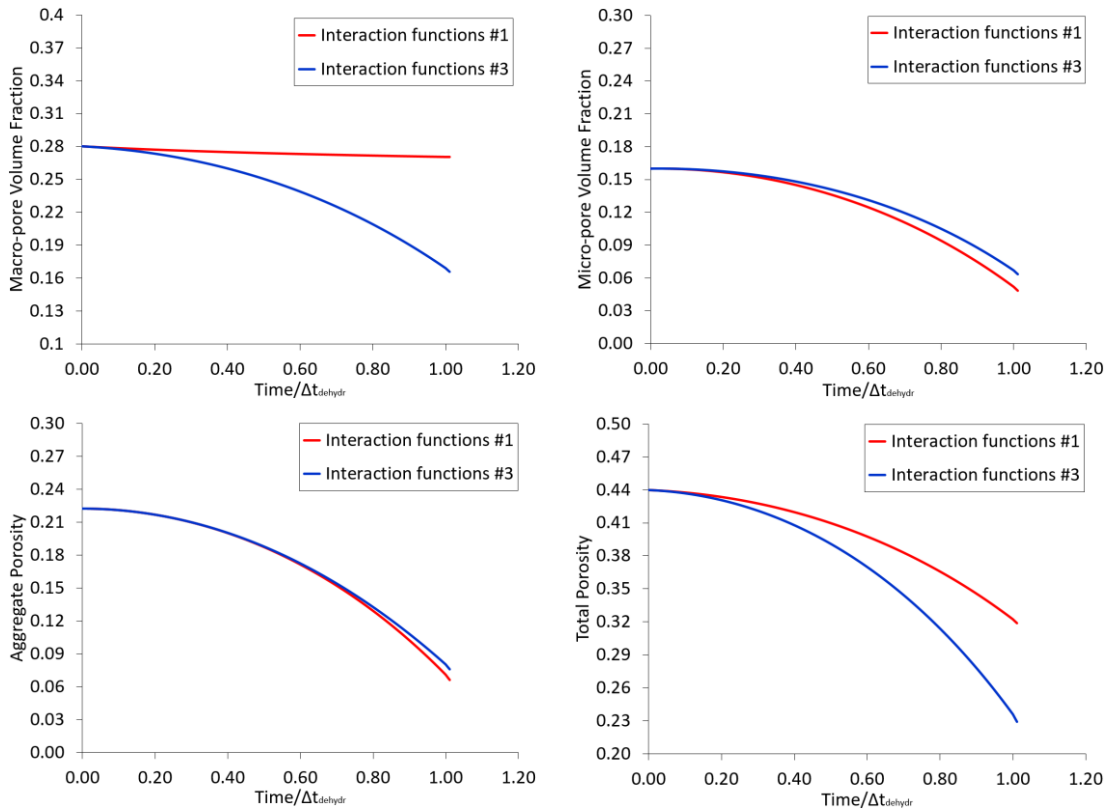 0.4
0.37
0.34
0.31
0.28
0.25
0.22
0.19
0.16
0.13
0.1
Macro-pore Volume Fraction
Interaction functions #1
Interaction functions #3
0.00 0.20 0.40 0.60 0.80 1.00 1.20
Time/Δtdehydr
0.30
0.27
0.24
0.21
0.18
0.15
0.12
0.09
0.06
0.03
0.00
Micro-pore Volume Fraction
Interaction functions #1
Interaction functions #3
0.00 0.20 0.40 0.60 0.80 1.00 1.20
Time/Δtdehydr
0.30
0.27
0.24
0.21
0.18
0.15
0.12
0.09
0.06
0.03
0.00
Aggregate Porosity
Interaction functions #1
Interaction functions #3
0.00 0.20 0.40 0.60 0.80 1.00 1.20
Time/Δtdehydr
0.50
0.47
0.44
0.41
0.38
0.35
0.32
0.29
0.26
0.23
0.20
Total Porosity
Interaction functions #1
Interaction functions #3
0.00 0.20 0.40 0.60 0.80 1.00 1.20
Time/Δtdehydr